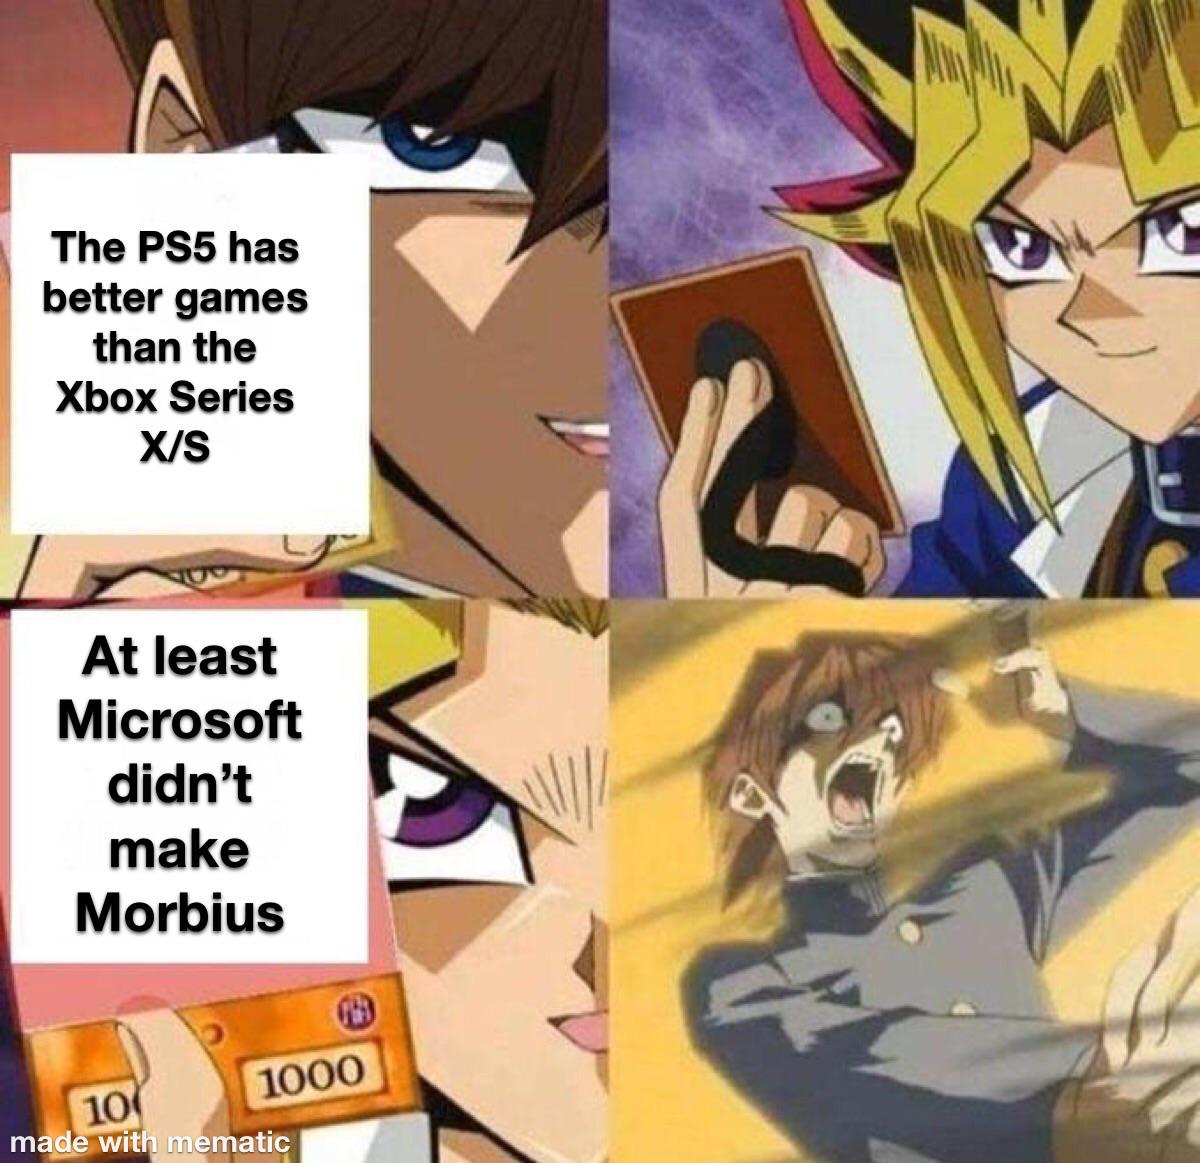 The PS5 has
better games
than the
Xbox Series
X/S
At least
Microsoft
didn't
make
Morbius
1000
made with mematic